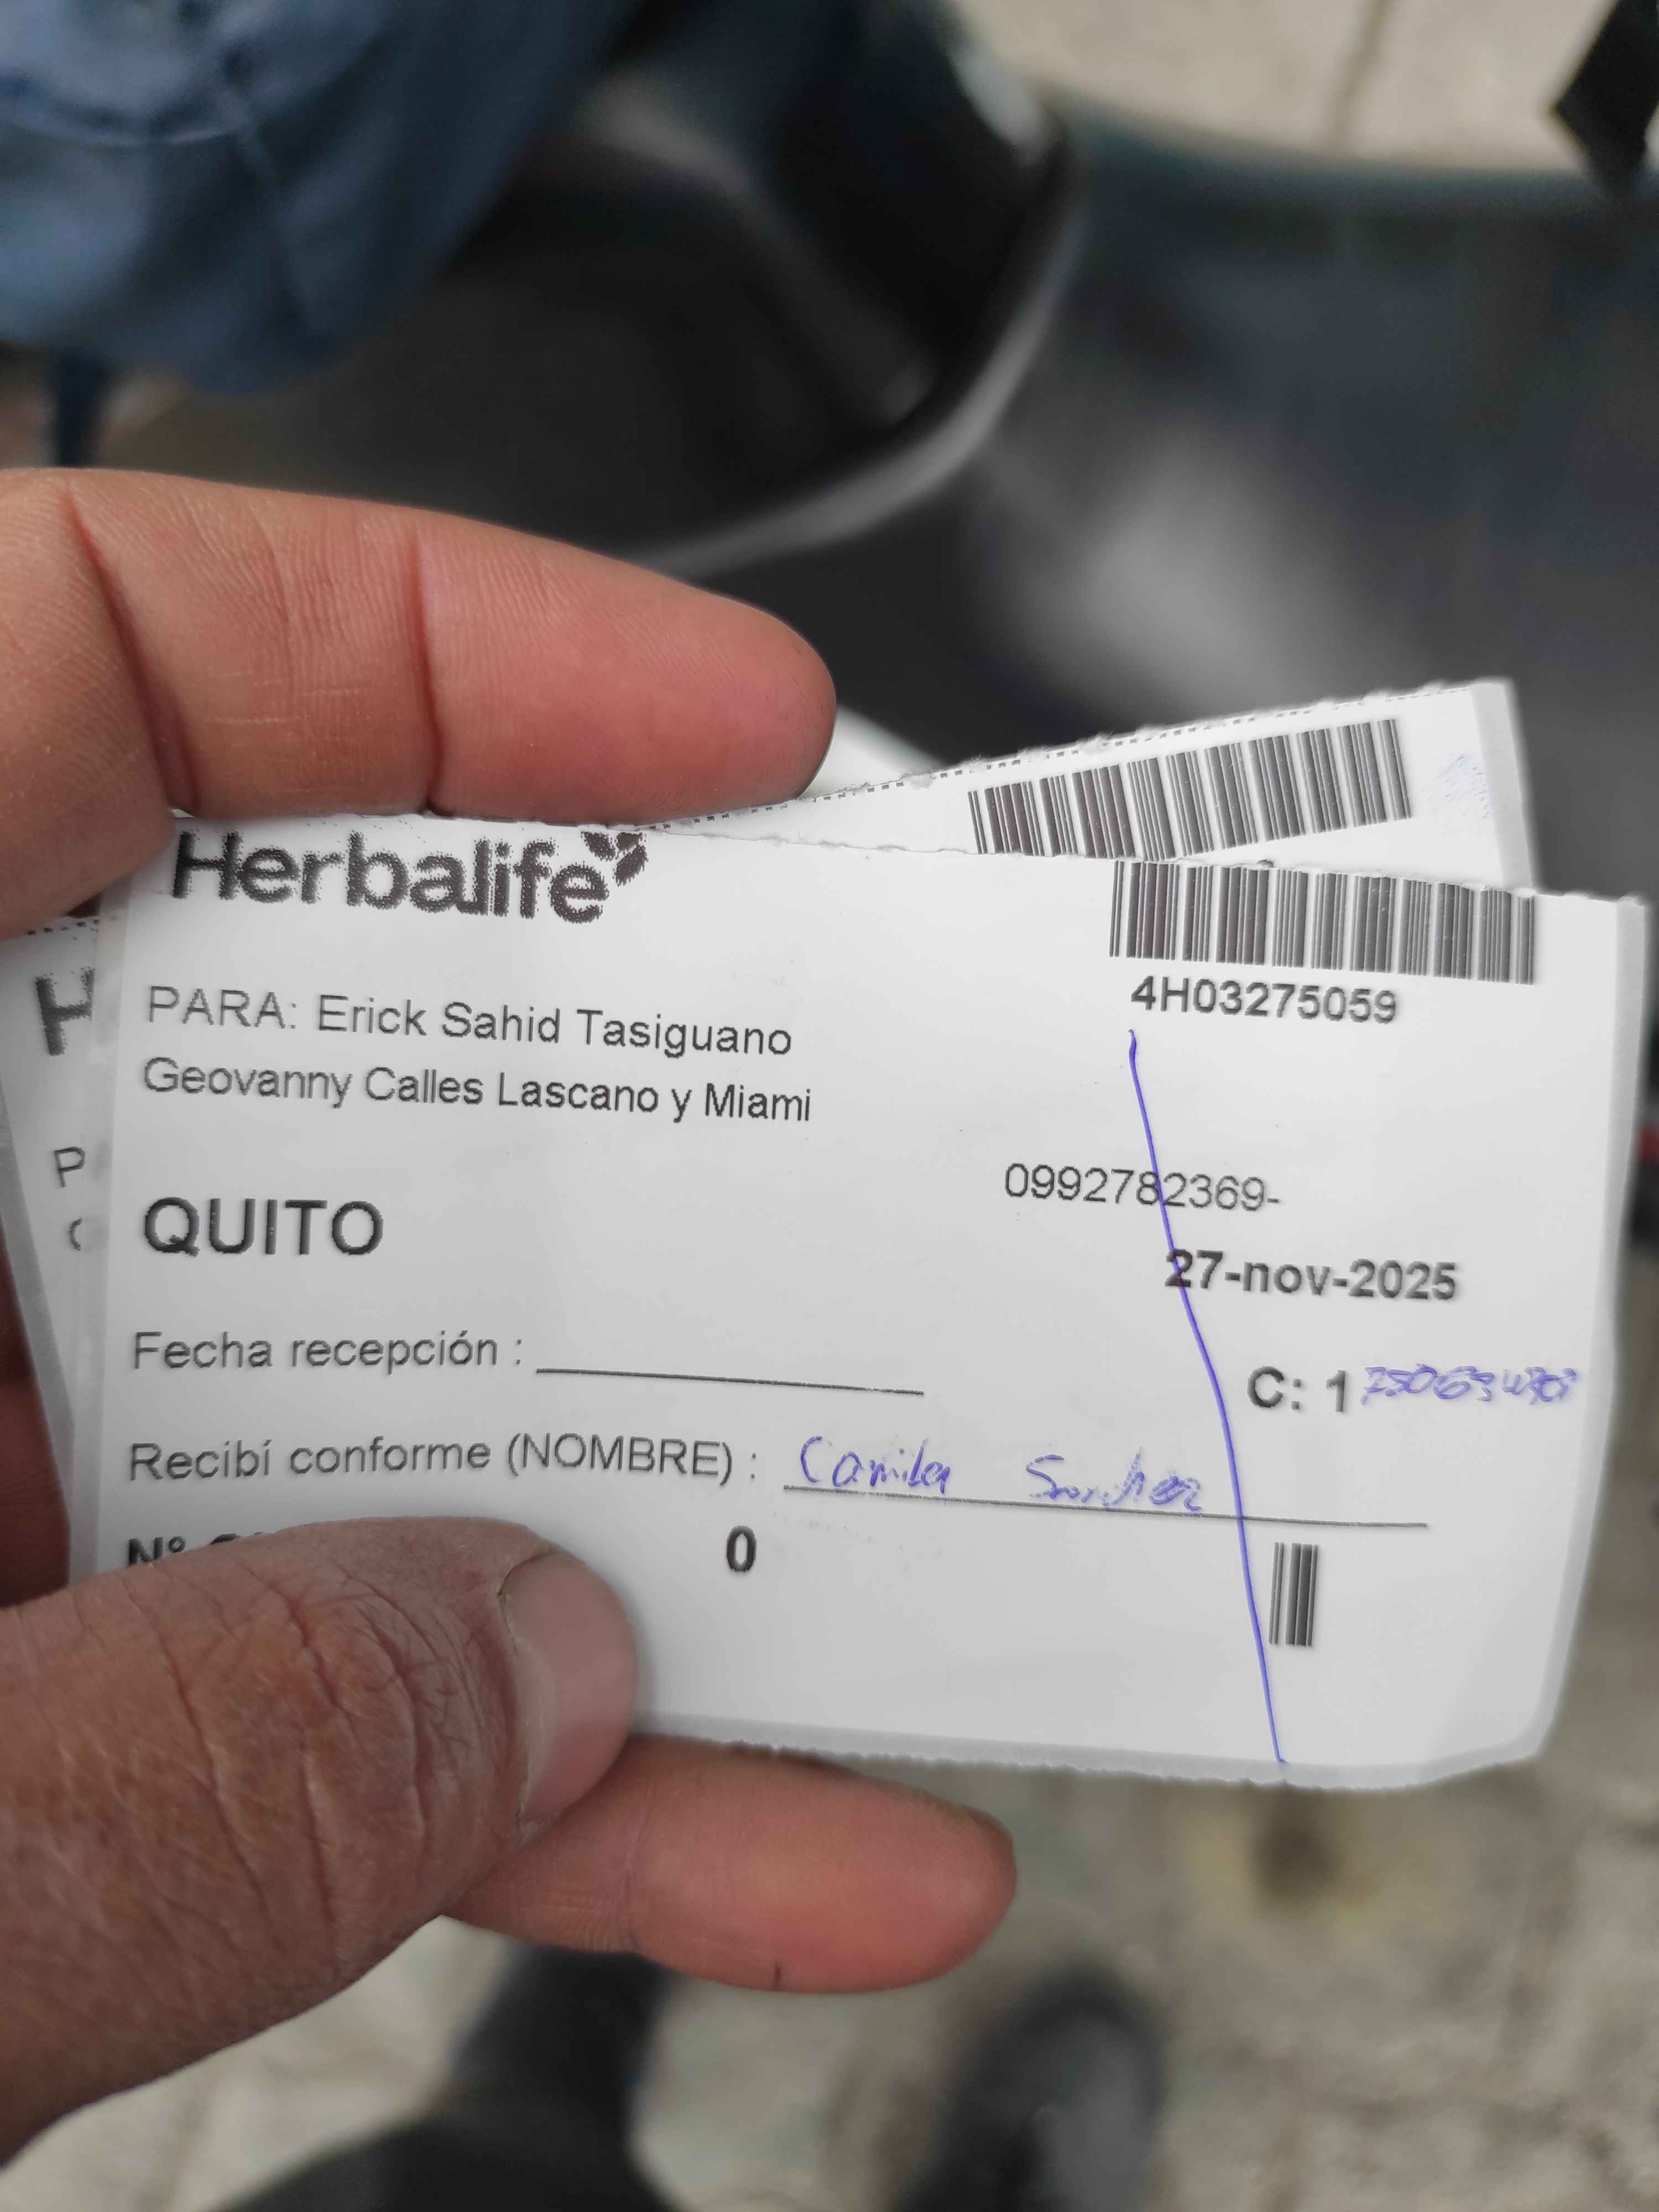 Herbalife
4H03275059
PARA: Erick Sahid Tasiguano
Geovanny Calles Lascano y Miami
0992782369-
QUITO
27-nov-2025
Fecha recepción :
C: 1
Recibí conforme (NOMBRE) : Camila Sanchez
Nº
0
H
P